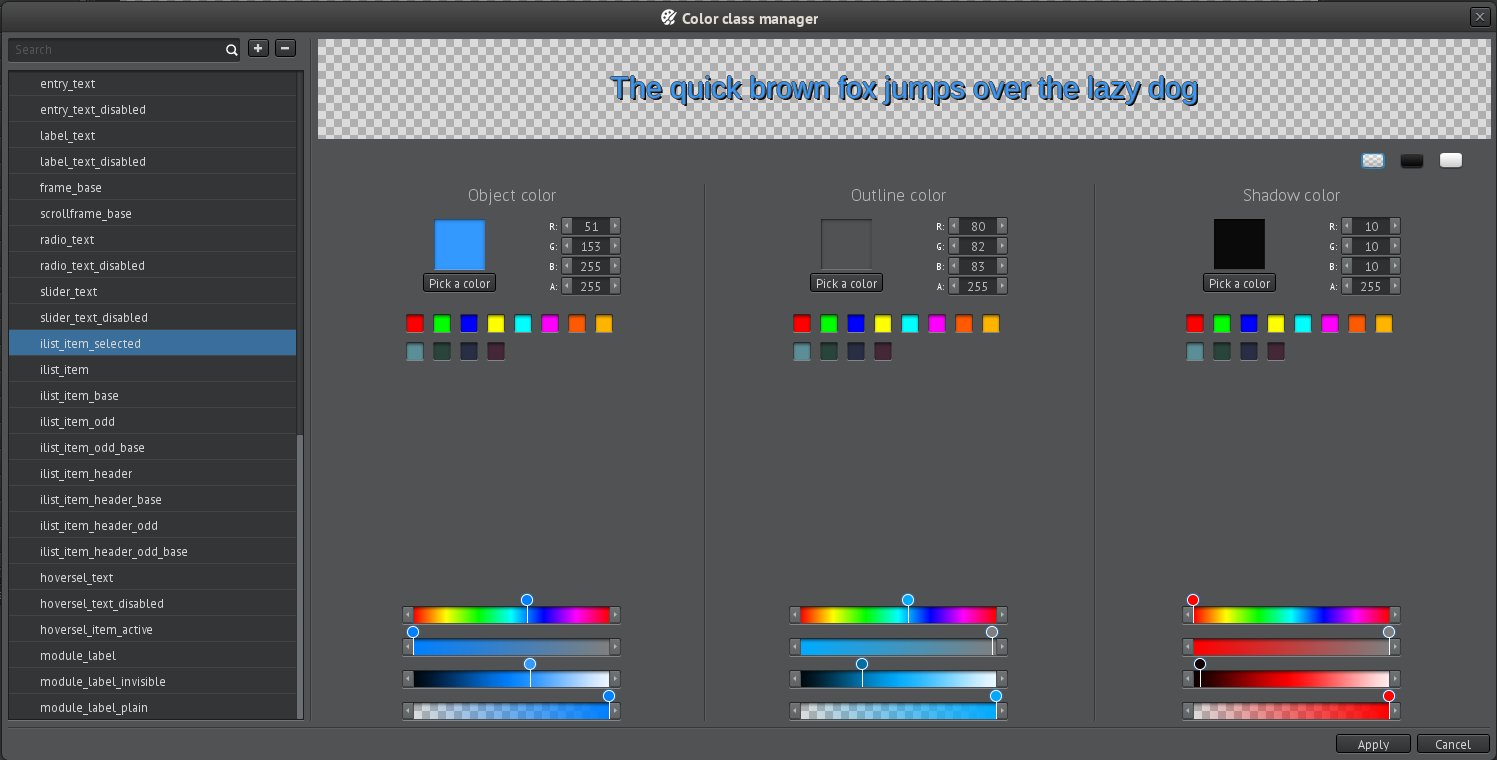 Color class manager
Search
entry_text
entry_text_disabled
label_text
label_text_disabled
frame_base
scrollframe_base
radio_text
radio_text_disabled
slider_text
slider_text_disabled
ilist_item_selected
ilist_item
ilist_item_base
ilist_item_odd
ilist_item_odd_base
ilist_item_header
ilist_item_header_base
ilist_item_header_odd
ilist_item_header_odd_base
hoversel_text
hoversel_text_disabled
hoversel_item_active
module_label
module_label_invisible
module_label_plain
The quick brown fox jumps over the lazy dog
Object color
R: 51
G: 153
B: 255
A: 255
Pick a color
Outline color
R: 80
G: 82
B: 83
A: 255
Pick a color
Shadow color
R: 10
G: 10
B: 10
A: 255
Pick a color
Apply
Cancel